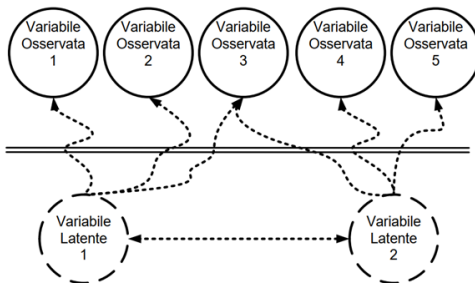 Variabile
Osservata
1
Variabile
Osservata
2
Variabile
Osservata
3
Variabile
Osservata
4
Variabile
Osservata
5
Variabile
Latente
1
Variabile
Latente
2